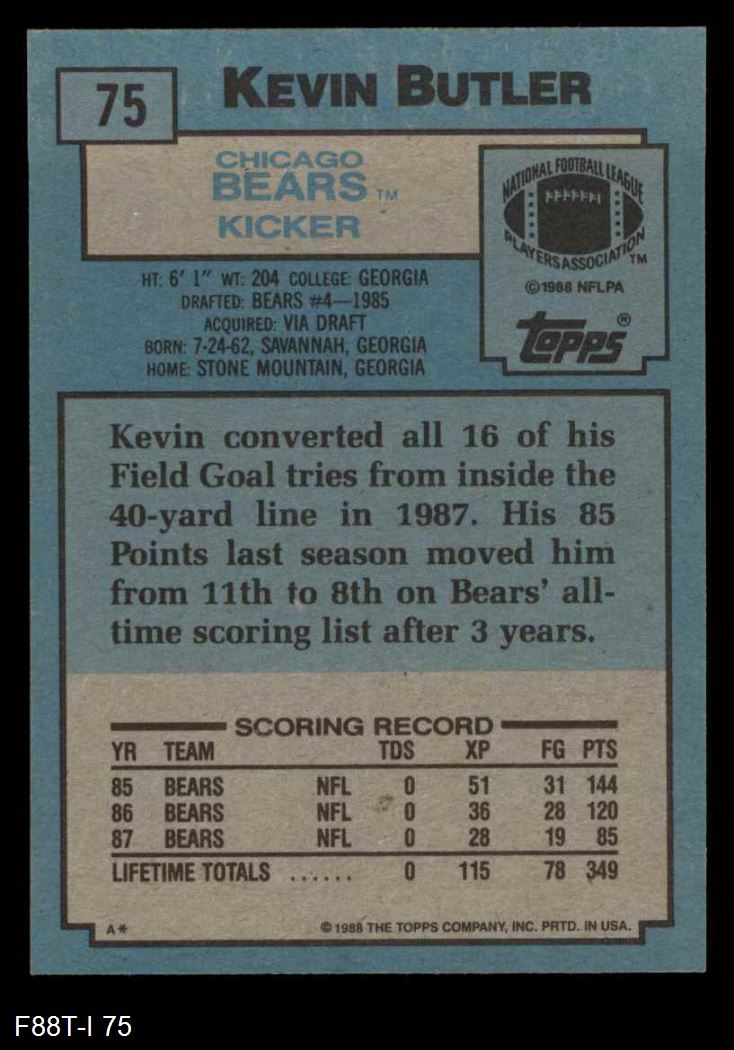 75
KEVIN BUTLER
CHICAGO
BEARS™
KICKER
NATIONAL FOOTBALL LEAGUE
PLAYERS ASSOCIATION™
©1988 NFLPA
topps®
HT: 6' 1" WT: 204 COLLEGE: GEORGIA
DRAFTED: BEARS #4—1985
ACQUIRED: VIA DRAFT
BORN: 7-24-62, SAVANNAH, GEORGIA
HOME: STONE MOUNTAIN, GEORGIA
Kevin converted all 16 of his
Field Goal tries from inside the
40-yard line in 1987. His 85
Points last season moved him
from 11th to 8th on Bears' all-
time scoring list after 3 years.
SCORING RECORD
YR TEAM TDS XP FG PTS
85 BEARS NFL 0 51 31 144
86 BEARS NFL 0 36 28 120
87 BEARS NFL 0 28 19 85
LIFETIME TOTALS ...... 0 115 78 349
A* ©1988 THE TOPPS COMPANY, INC. PRTD. IN USA.
F88T-I 75